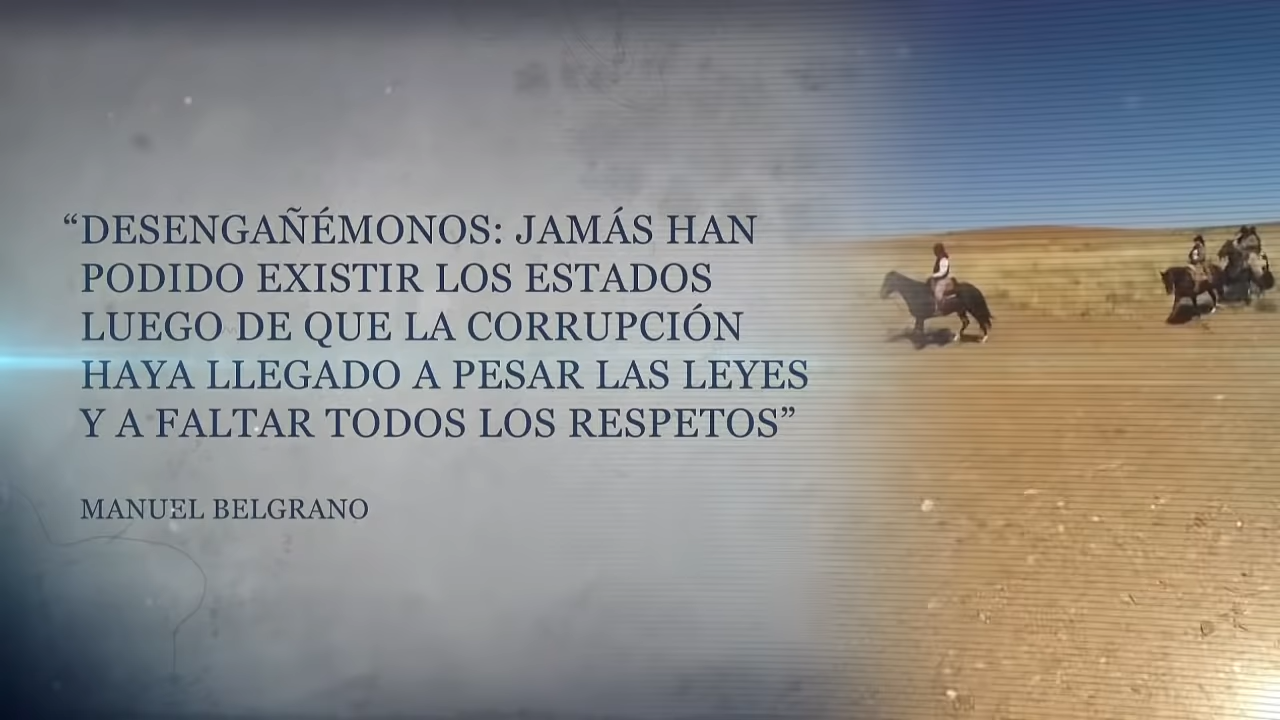 “DESENGAÑÉMONOS: JAMÁS HAN
PODIDO EXISTIR LOS ESTADOS
LUEGO DE QUE LA CORRUPCIÓN
HAYA LLEGADO A PESAR LAS LEYES
Y A FALTAR TODOS LOS RESPETOS”
MANUEL BELGRANO